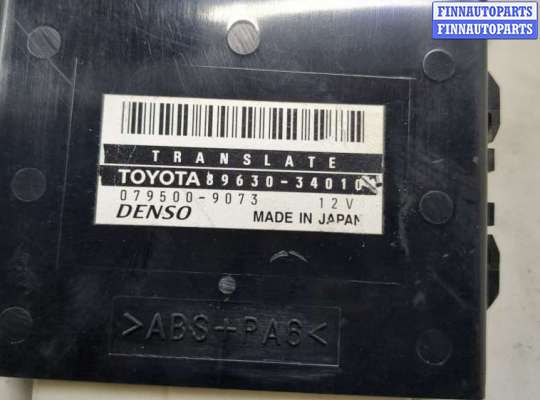 FINNAUTOPARTS
FINNAUTOPARTS
TRANSLATE
TOYOTA 89630-34010
079500-9073 12V
DENSO MADE IN JAPAN
>ABS+PA6<